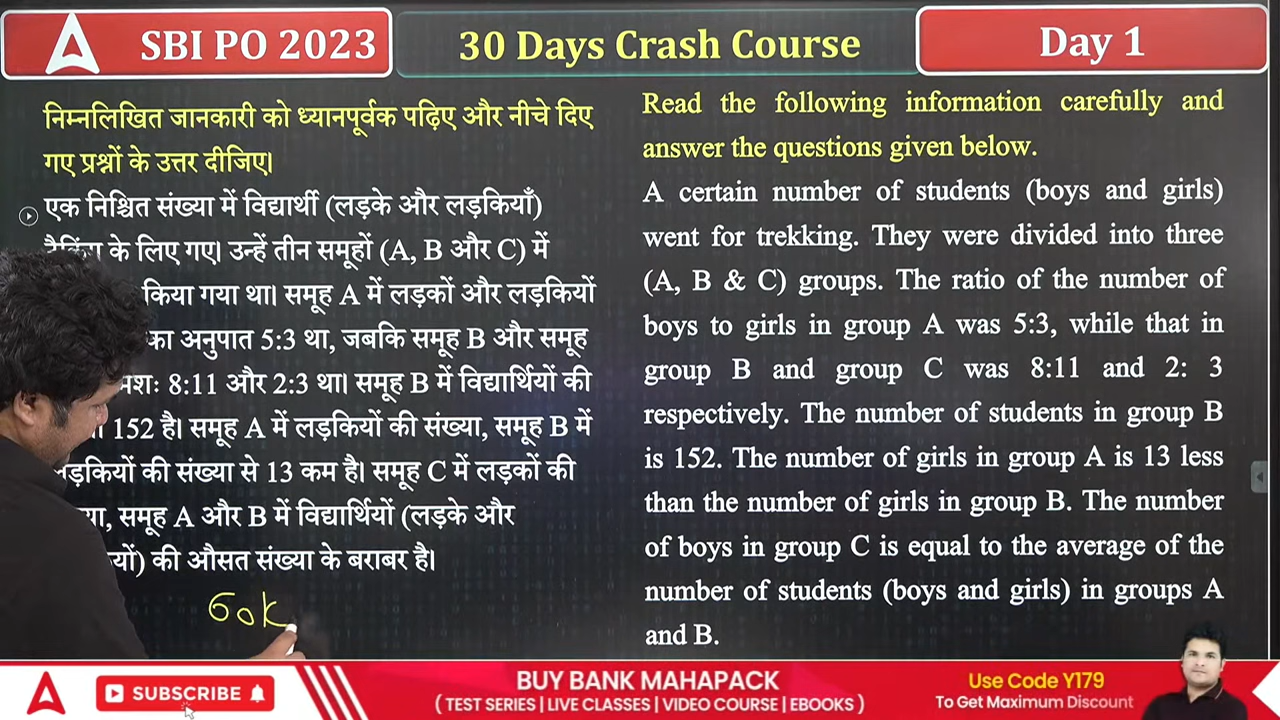 SBI PO 2023
30 Days Crash Course
Day 1
निम्नलिखित जानकारी को ध्यानपूर्वक पढ़िए और नीचे दिए
गए प्रश्नों के उत्तर दीजिए।
एक निश्चित संख्या में विद्यार्थी (लड़के और लड़कियाँ)
के लिए गए। उन्हें तीन समूहों (A, B और C) में
किया गया था। समूह A में लड़कों और लड़कियों
का अनुपात 5:3 था, जबकि समूह B और समूह
8:11 और 2:3 था। समूह B में विद्यार्थियों की
152 है। समूह A में लड़कियों की संख्या, समूह B में
लड़कियों की संख्या से 13 कम है। समूह C में लड़कों की
समूह A और B में विद्यार्थियों (लड़के और
की औसत संख्या के बराबर है।
60k
Read the following information carefully and
answer the questions given below.
A certain number of students (boys and girls)
went for trekking. They were divided into three
(A, B & C) groups. The ratio of the number of
boys to girls in group A was 5:3, while that in
group B and group C was 8:11 and 2: 3
respectively. The number of students in group B
is 152. The number of girls in group A is 13 less
than the number of girls in group B. The number
of boys in group C is equal to the average of the
number of students (boys and girls) in groups A
and B.
SUBSCRIBE
BUY BANK MAHAPACK
( TEST SERIES | LIVE CLASSES | VIDEO COURSE | EBOOKS )
Use Code Y179
To Get Maximum Discount